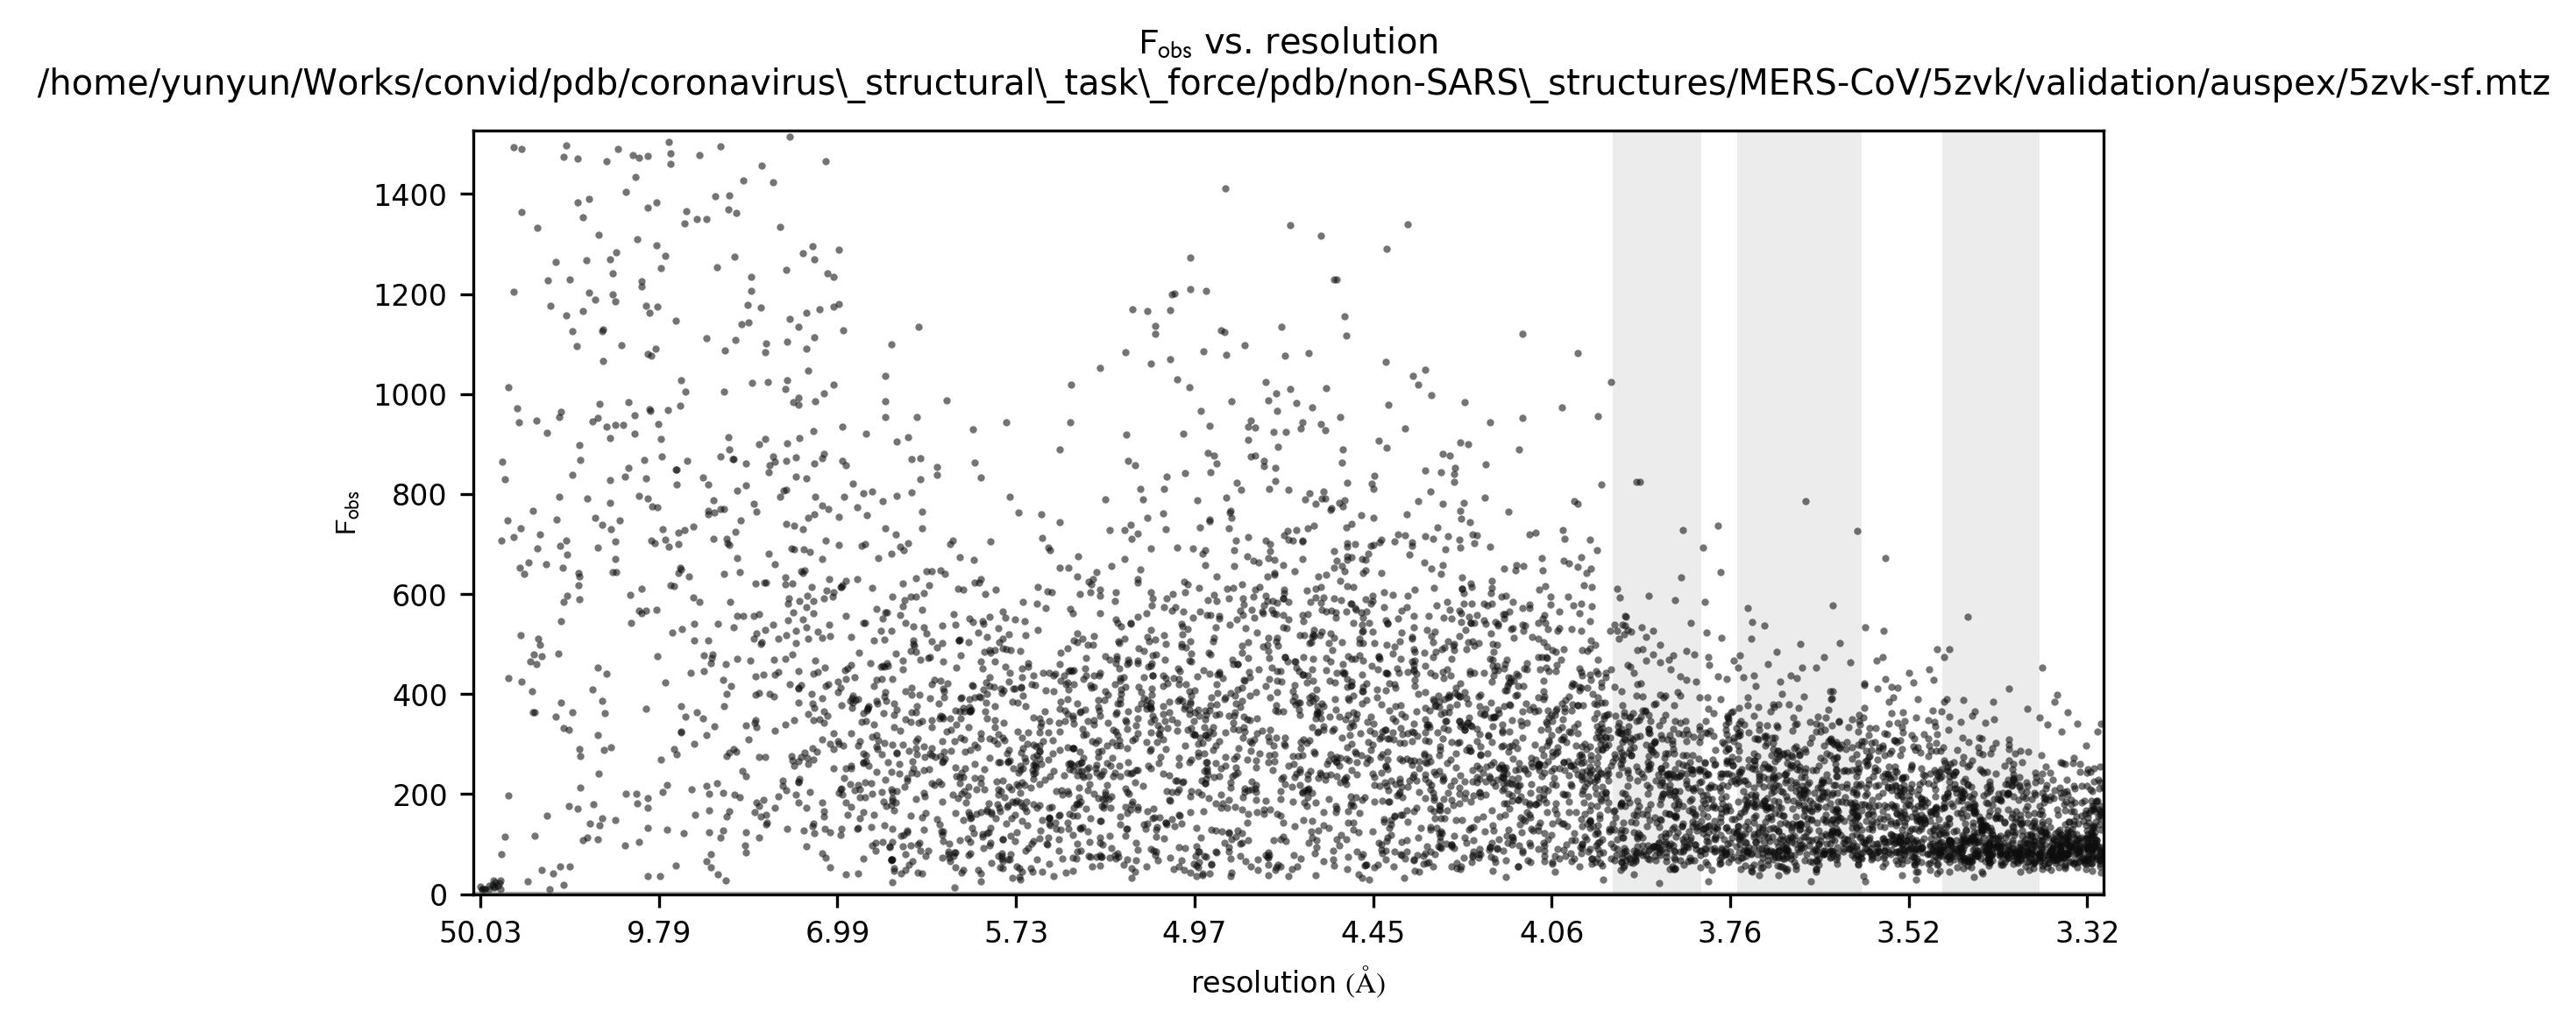 F_obs vs. resolution
/home/yunyun/Works/convid/pdb/coronavirus\_structural\_task\_force/pdb/non-SARS\_structures/MERS-CoV/5zvk/validation/auspex/5zvk-sf.mtz
1400
1200
1000
800
600
400
200
0
F_obs
50.03 9.79 6.99 5.73 4.97 4.45 4.06 3.76 3.52 3.32
resolution (Å)